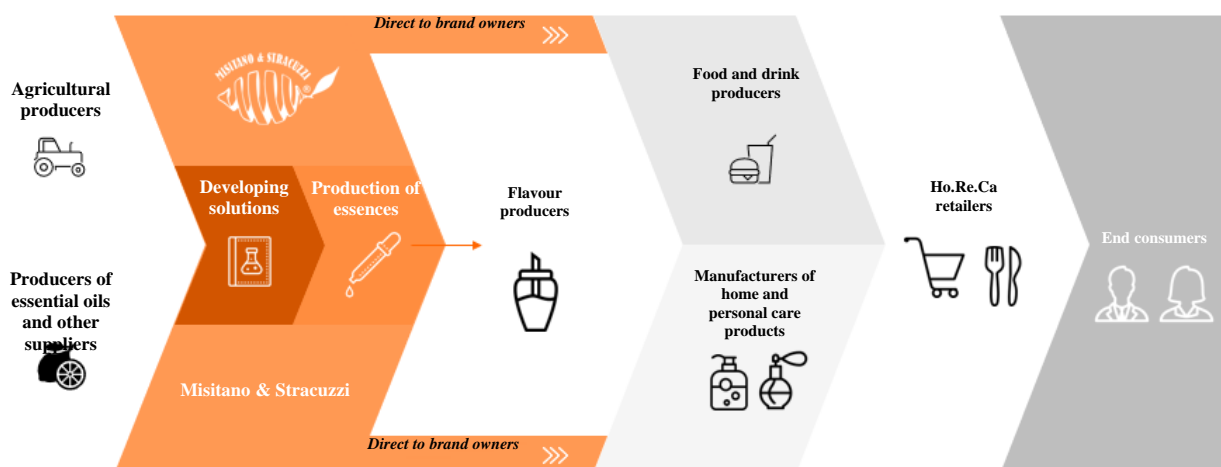 Agricultural
producers
Producers of
essential oils
and other
suppliers
Direct to brand owners
MISITANO & STRACUZZI
Developing
solutions
Production of
essences
Misitano & Stracuzzi
Direct to brand owners
Flavour
producers
Food and drink
producers
Manufacturers of
home and
personal care
products
Ho.Re.Ca
retailers
End consumers